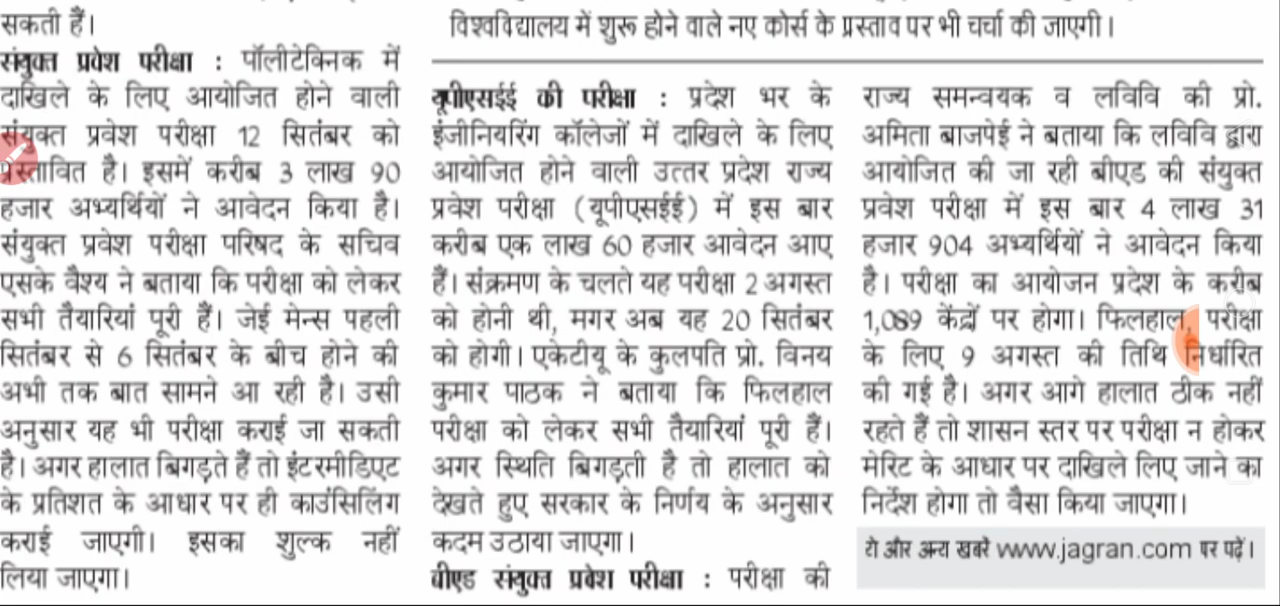 सकती हैं।
संयुक्त प्रवेश परीक्षा : पॉलीटेक्निक में
दाखिले के लिए आयोजित होने वाली
संयुक्त प्रवेश परीक्षा 12 सितंबर को
प्रस्तावित है। इसमें करीब 3 लाख 90
हजार अभ्यर्थियों ने आवेदन किया है।
संयुक्त प्रवेश परीक्षा परिषद के सचिव
एसके वैश्य ने बताया कि परीक्षा को लेकर
सभी तैयारियां पूरी हैं। जेईई मेन्स पहली
सितंबर से 6 सितंबर के बीच होने की
अभी तक बात सामने आ रही है। उसी
अनुसार यह भी परीक्षा कराई जा सकती
है। अगर हालात बिगड़ते हैं तो इंटरमीडिएट
के प्रतिशत के आधार पर ही काउंसिलिंग
कराई जाएगी। इसका शुल्क नहीं
लिया जाएगा।
विश्वविद्यालय में शुरू होने वाले नए कोर्स के प्रस्ताव पर भी चर्चा की जाएगी।
यूपीएसईई की परीक्षा : प्रदेश भर के
इंजीनियरिंग कॉलेजों में दाखिले के लिए
आयोजित होने वाली उत्तर प्रदेश राज्य
प्रवेश परीक्षा (यूपीएसईई) में इस बार
करीब एक लाख 60 हजार आवेदन आए
हैं। संक्रमण के चलते यह परीक्षा 2 अगस्त
को होनी थी, मगर अब यह 20 सितंबर
को होगी। एकेटीयू के कुलपति प्रो. विनय
कुमार पाठक ने बताया कि फिलहाल
परीक्षा को लेकर सभी तैयारियां पूरी हैं।
अगर स्थिति बिगड़ती है तो हालात को
देखते हुए सरकार के निर्णय के अनुसार
कदम उठाया जाएगा।
बीएड संयुक्त प्रवेश परीक्षा : परीक्षा की
राज्य समन्वयक व लविवि की प्रो.
अमिता बाजपेई ने बताया कि लविवि द्वारा
आयोजित की जा रही बीएड की संयुक्त
प्रवेश परीक्षा में इस बार 4 लाख 31
हजार 904 अभ्यर्थियों ने आवेदन किया
है। परीक्षा का आयोजन प्रदेश के करीब
1,089 केंद्रों पर होगा। फिलहाल, परीक्षा
के लिए 9 अगस्त की तिथि निर्धारित
की गई है। अगर आगे हालात ठीक नहीं
रहते हैं तो शासन स्तर पर परीक्षा न होकर
मेरिट के आधार पर दाखिले लिए जाने का
निर्देश होगा तो वैसा किया जाएगा।
ये और अन्य खबरें www.jagran.com पर पढ़ें।